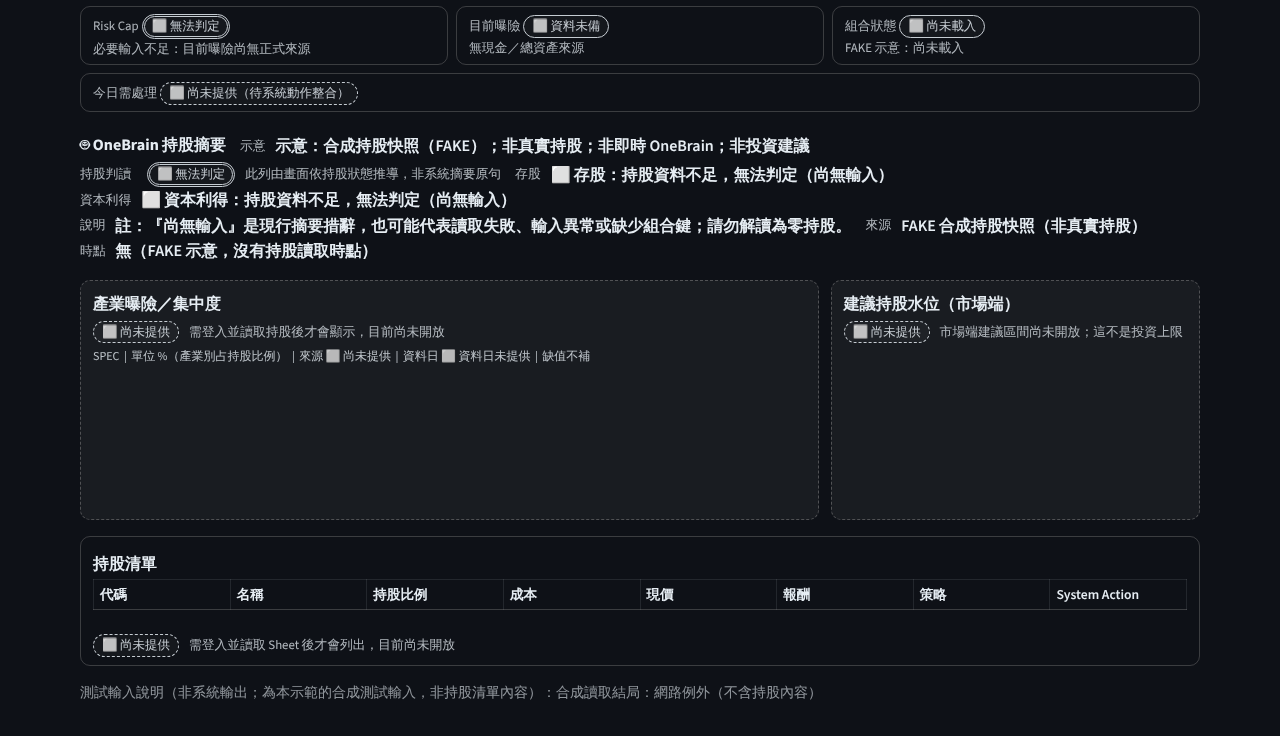 Risk Cap ⬜ 無法判定
必要輸入不足：目前曝險尚無正式來源
目前曝險 ⬜ 資料未備
無現金／總資產來源
組合狀態 ⬜ 尚未載入
FAKE 示意：尚未載入
今日需處理 ⬜ 尚未提供（待系統動作整合）
OneBrain 持股摘要 示意 示意：合成持股快照（FAKE）；非真實持股；非即時 OneBrain；非投資建議
持股判讀 ⬜ 無法判定 此列由畫面依持股狀態推導，非系統摘要原句 存股 ⬜ 存股：持股資料不足，無法判定（尚無輸入）
資本利得 ⬜ 資本利得：持股資料不足，無法判定（尚無輸入）
說明 註：『尚無輸入』是現行摘要措辭，也可能代表讀取失敗、輸入異常或缺少組合鍵；請勿解讀為零持股。 來源 FAKE 合成持股快照（非真實持股）
時點 無（FAKE 示意，沒有持股讀取時點）
產業曝險／集中度
⬜ 尚未提供 需登入並讀取持股後才會顯示，目前尚未開放
SPEC｜單位 %（產業別占持股比例）｜來源 ⬜ 尚未提供｜資料日 ⬜ 資料日未提供｜缺值不補
建議持股水位（市場端）
⬜ 尚未提供 市場端建議區間尚未開放；這不是投資上限
持股清單
代碼 名稱 持股比例 成本 現價 報酬 策略 System Action
⬜ 尚未提供 需登入並讀取 Sheet 後才會列出，目前尚未開放
測試輸入說明（非系統輸出；為本示範的合成測試輸入，非持股清單內容）：合成讀取結局：網路例外（不含持股內容）